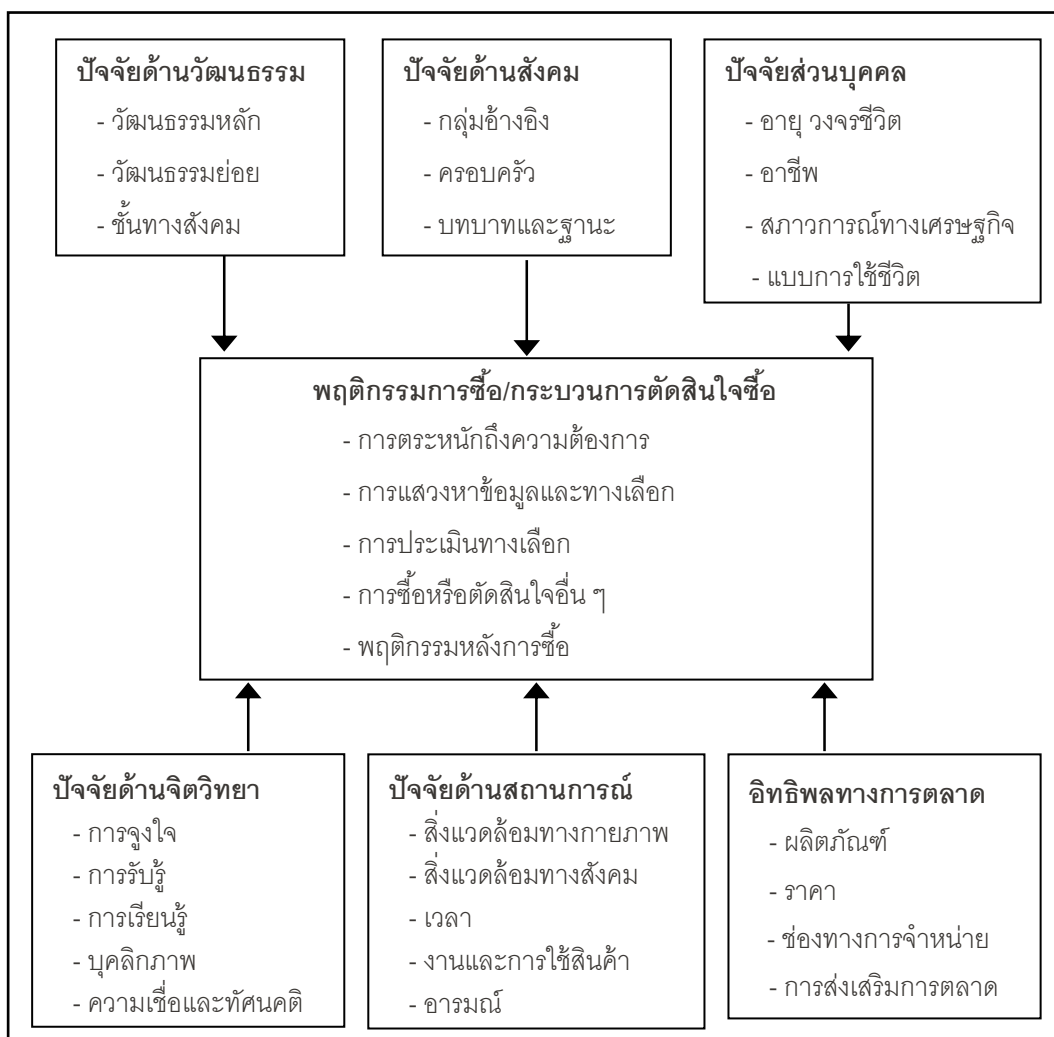 ปัจจัยด้านวัฒนธรรม
- วัฒนธรรมหลัก
- วัฒนธรรมย่อย
- ชั้นทางสังคม
ปัจจัยด้านสังคม
- กลุ่มอ้างอิง
- ครอบครัว
- บทบาทและฐานะ
ปัจจัยส่วนบุคคล
- อายุ วงจรชีวิต
- อาชีพ
- สภาวการณ์ทางเศรษฐกิจ
- แบบการใช้ชีวิต
พฤติกรรมการซื้อ/กระบวนการตัดสินใจซื้อ
- การตระหนักถึงความต้องการ
- การแสวงหาข้อมูลและทางเลือก
- การประเมินทางเลือก
- การซื้อหรือตัดสินใจอื่น ๆ
- พฤติกรรมหลังการซื้อ
ปัจจัยด้านจิตวิทยา
- การจูงใจ
- การรับรู้
- การเรียนรู้
- บุคลิกภาพ
- ความเชื่อและทัศนคติ
ปัจจัยด้านสถานการณ์
- สิ่งแวดล้อมทางกายภาพ
- สิ่งแวดล้อมทางสังคม
- เวลา
- งานและการใช้สินค้า
- อารมณ์
อิทธิพลทางการตลาด
- ผลิตภัณฑ์
- ราคา
- ช่องทางการจำหน่าย
- การส่งเสริมการตลาด